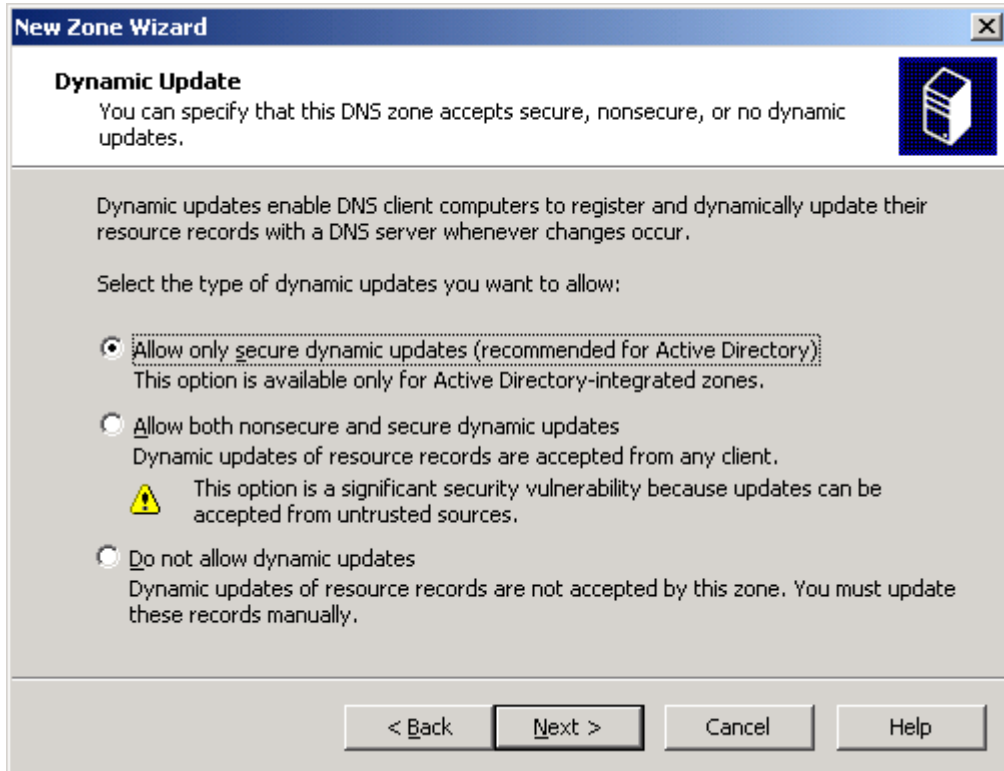 New Zone Wizard
Dynamic Update
You can specify that this DNS zone accepts secure, nonsecure, or no dynamic
updates.
Dynamic updates enable DNS client computers to register and dynamically update their
resource records with a DNS server whenever changes occur.
Select the type of dynamic updates you want to allow:
Allow only secure dynamic updates (recommended for Active Directory)
This option is available only for Active Directory-integrated zones.
Allow both nonsecure and secure dynamic updates
Dynamic updates of resource records are accepted from any client.
This option is a significant security vulnerability because updates can be
accepted from untrusted sources.
Do not allow dynamic updates
Dynamic updates of resource records are not accepted by this zone. You must update
these records manually.
< Back Next > Cancel Help